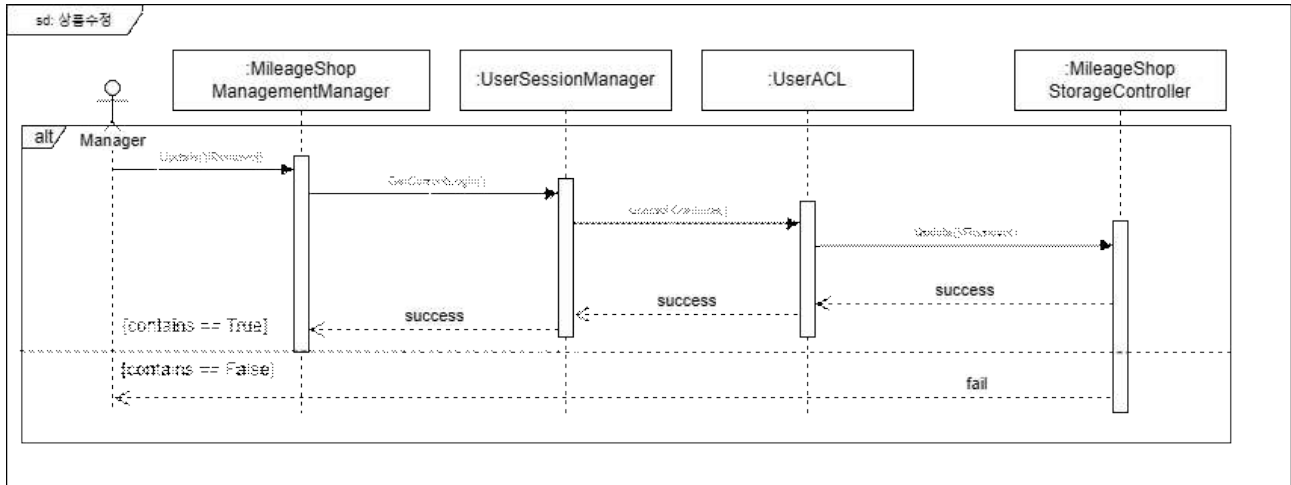 sd: 상품수정
:MileageShop
ManagementManager
:UserSessionManager
:UserACL
:MileageShop
StorageController
alt
Manager
GetCurrentLogin()
success
success
success
[contains == True]
[contains == False]
fail